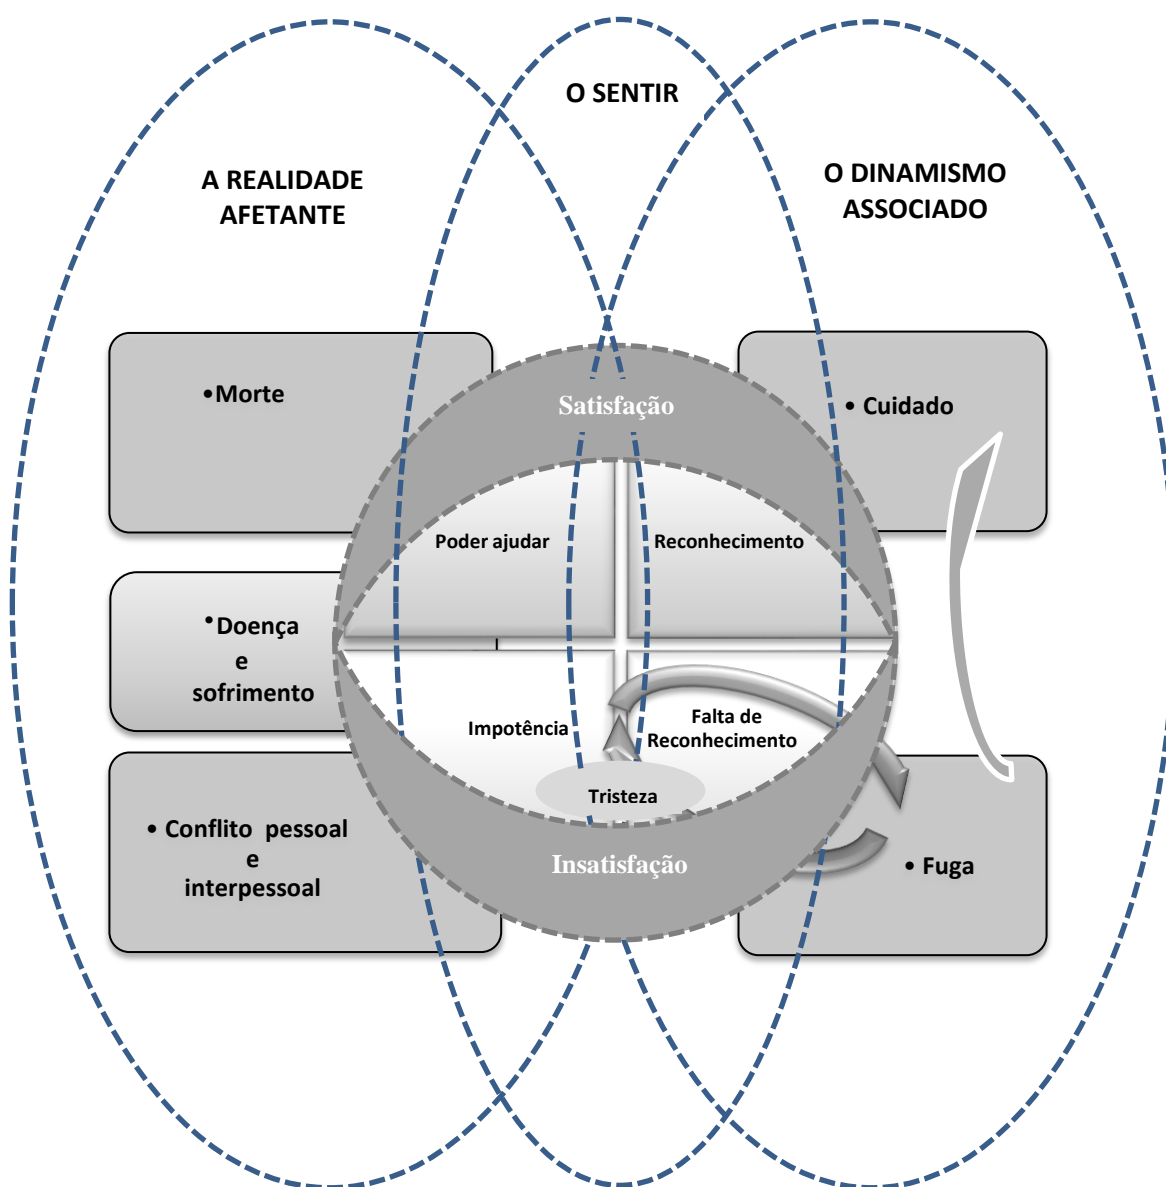 O SENTIR
A REALIDADE
AFETANTE
O DINAMISMO
ASSOCIADO
•Morte
Satisfação
• Cuidado
Poder ajudar
Reconhecimento
•Doença
e
sofrimento
Impotência
Falta de
Reconhecimento
Tristeza
• Conflito pessoal
e
interpessoal
Insatisfação
• Fuga